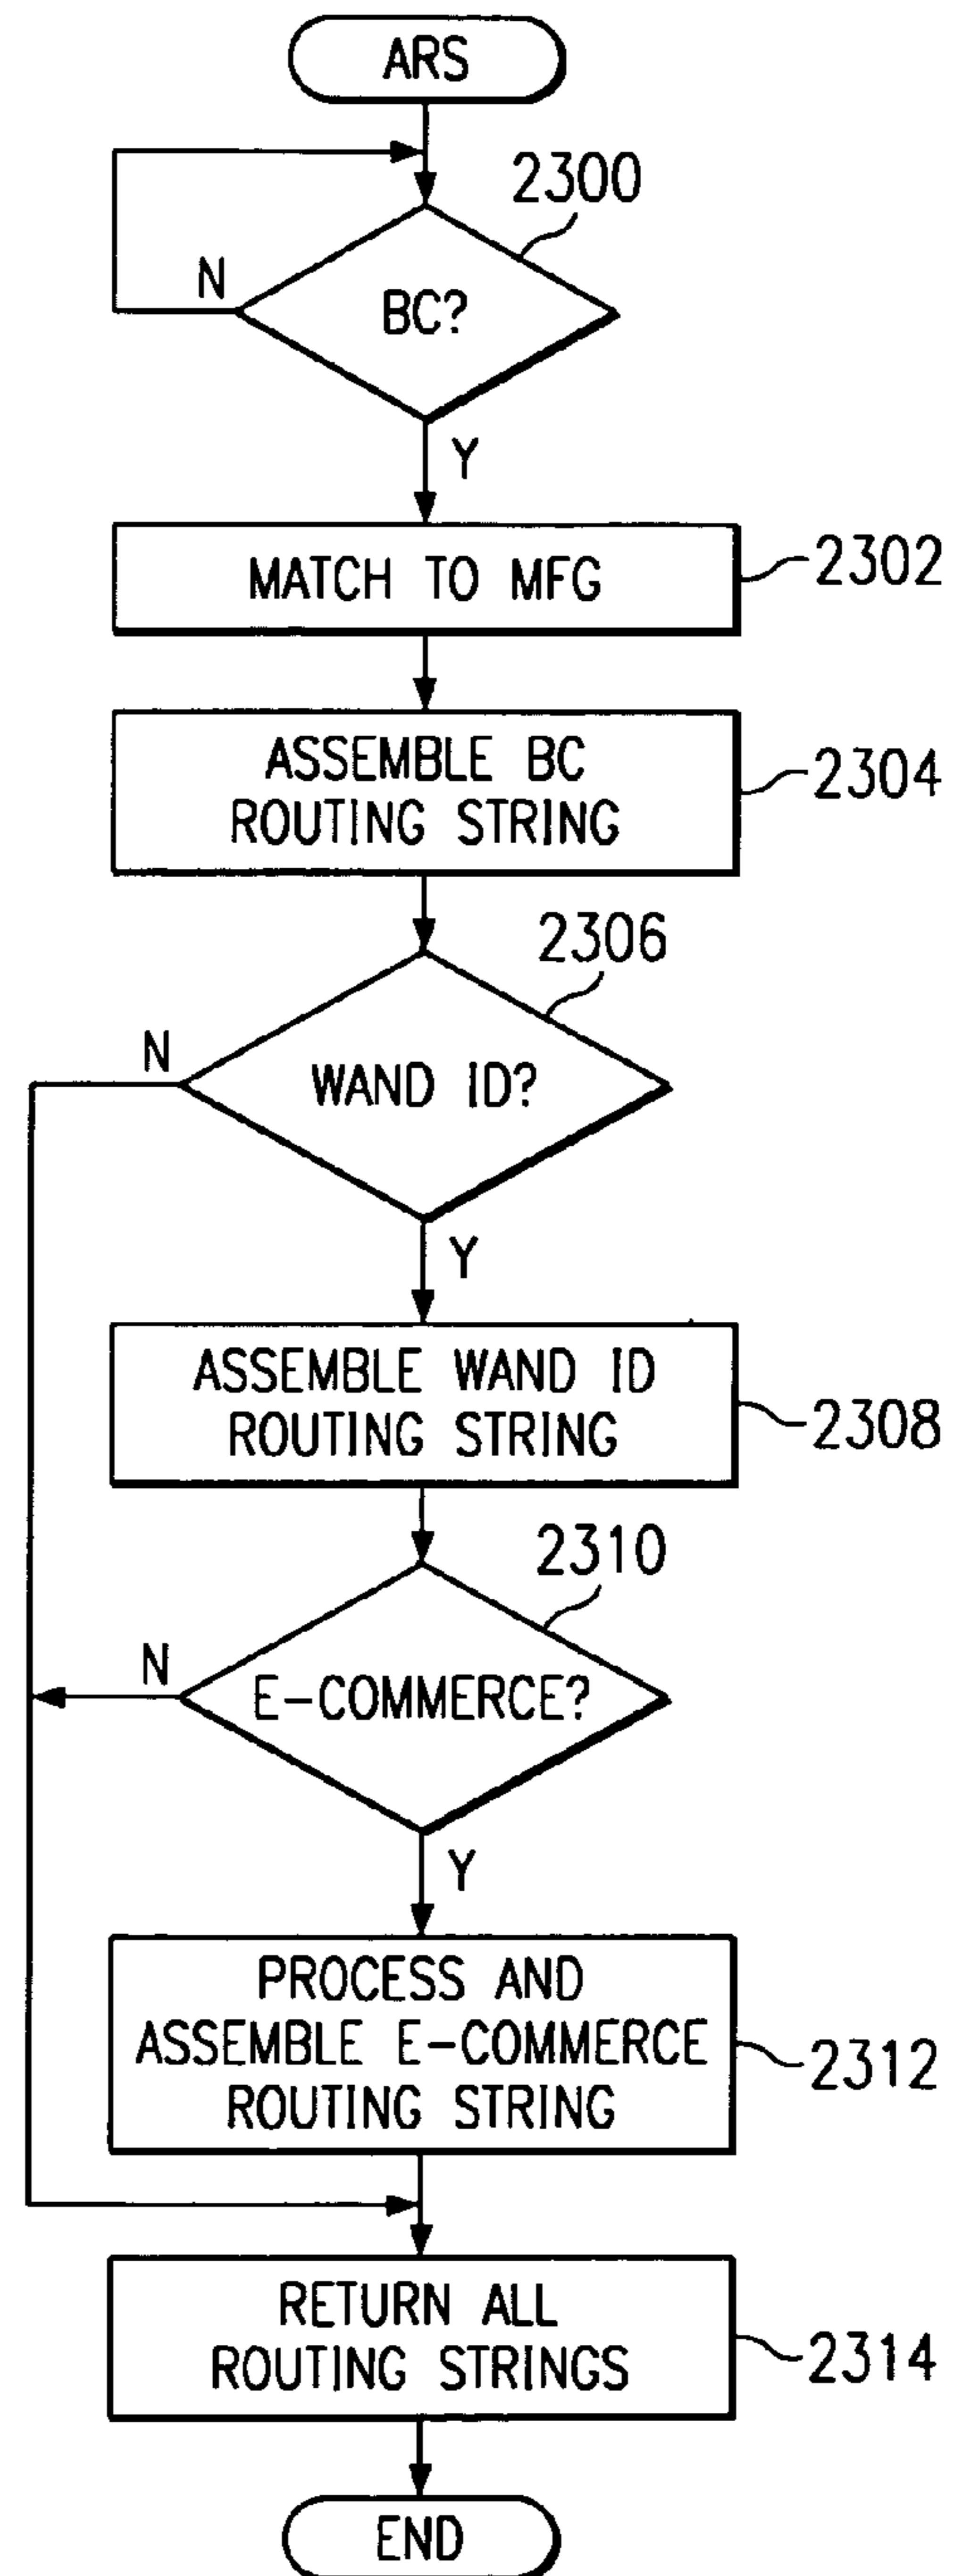 ARS
2300
N
BC?
Y
MATCH TO MFG
2302
ASSEMBLE BC
ROUTING STRING
2304
2306
N
WAND ID?
Y
ASSEMBLE WAND ID
ROUTING STRING
2308
2310
N
E-COMMERCE?
Y
PROCESS AND
ASSEMBLE E-COMMERCE
ROUTING STRING
2312
RETURN ALL
ROUTING STRINGS
2314
END